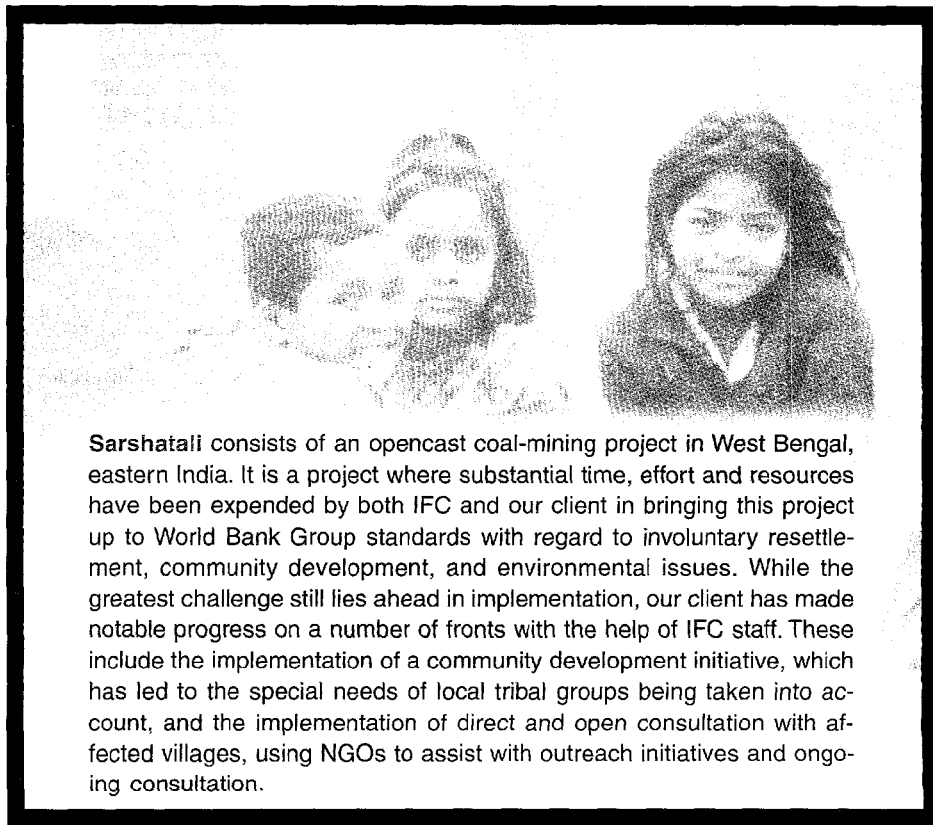 Sarshatali consists of an opencast coal-mining project in West Bengal,
eastern India. It is a project where substantial time, effort and resources
have been expended by both IFC and our client in bringing this project
up to World Bank Group standards with regard to involuntary resettle-
ment, community development, and environmental issues. While the
greatest challenge still lies ahead in implementation, our client has made
notable progress on a number of fronts with the help of IFC staff. These
include the implementation of a community development initiative, which
has led to the special needs of local tribal groups being taken into ac-
count, and the implementation of direct and open consultation with af-
fected villages, using NGOs to assist with outreach initiatives and ongo-
ing consultation.